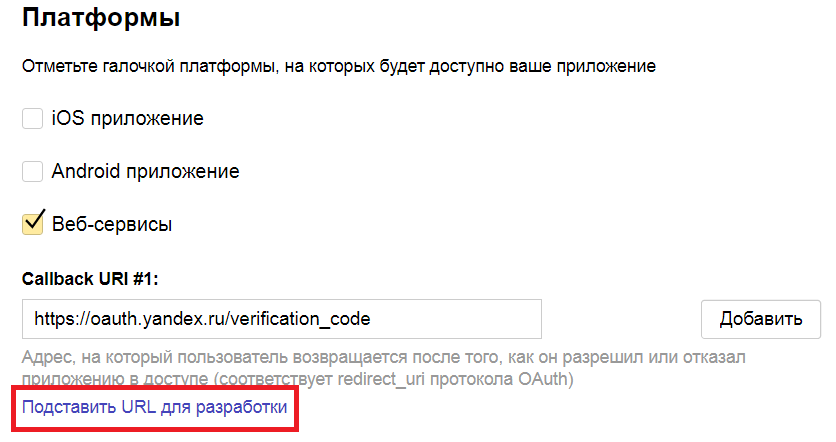 Платформы
Отметьте галочкой платформы, на которых будет доступно ваше приложение
iOS приложение
Android приложение
Веб-сервисы
Callback URI #1:
https://oauth.yandex.ru/verification_code
Добавить
Адрес, на который пользователь возвращается после того, как он разрешил или отказал
приложению в доступе (соответствует redirect_uri протокола OAuth)
Подставить URL для разработки